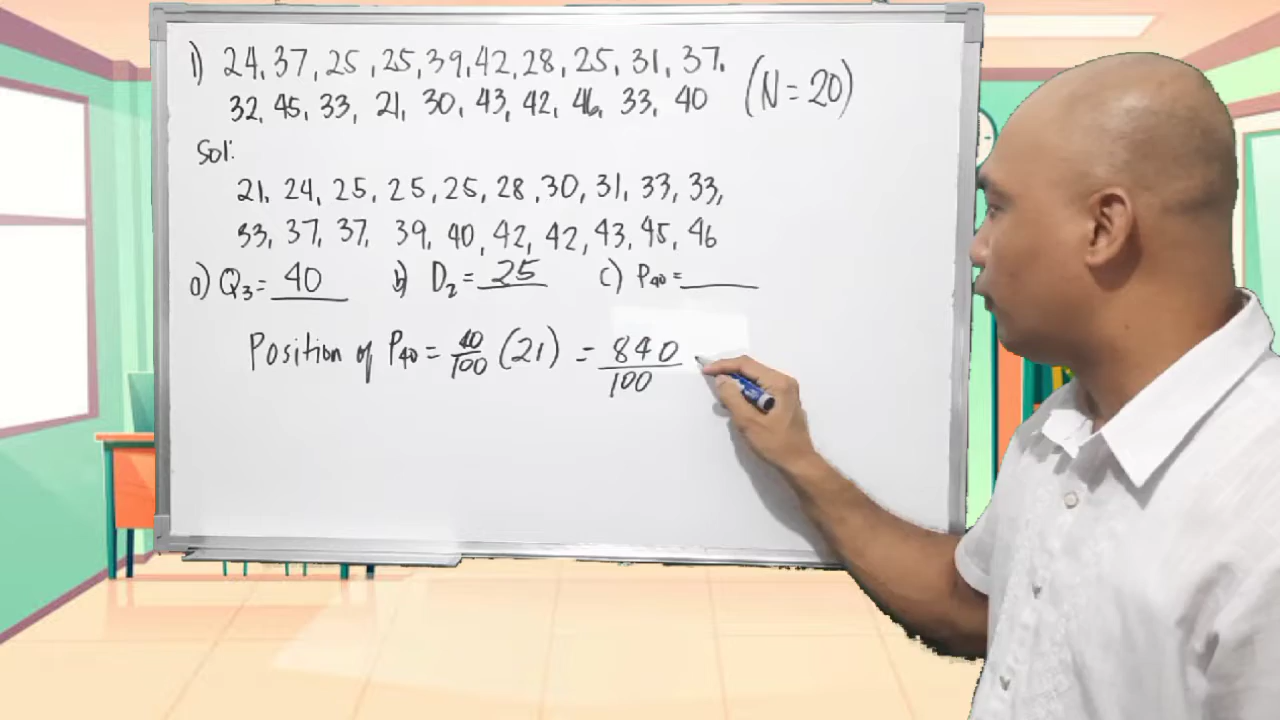 1) 24, 37, 25, 25, 39, 42, 28, 25, 31, 37,
32, 45, 33, 21, 30, 43, 42, 46, 33, 40 (N = 20)
Sol:
21, 24, 25, 25, 25, 28, 30, 31, 33, 33,
33, 37, 37, 39, 40, 42, 42, 43, 45, 46
a) Q3 = 40 b) D2 = 25 c) P40 = ______
Position of P40 = 40/100 (21) = 840/100